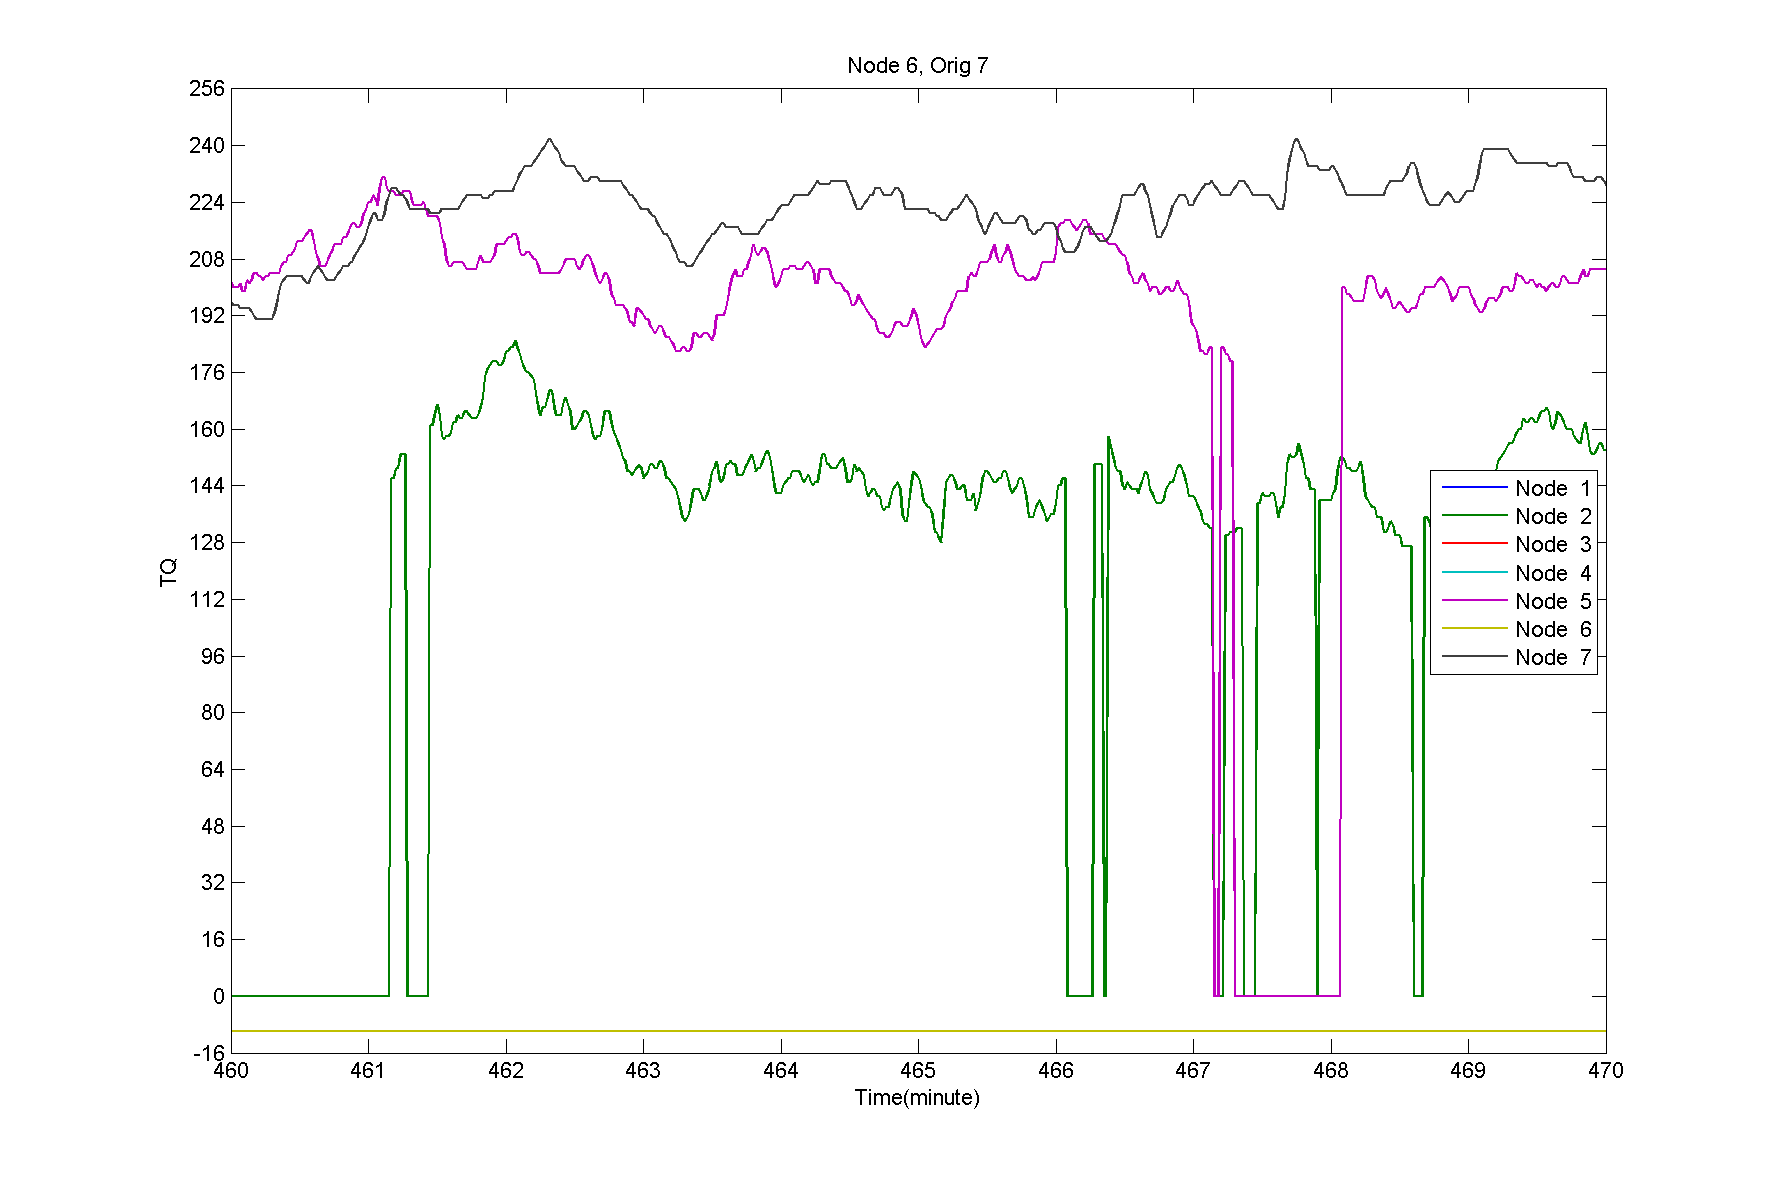 Node 6, Orig 7
256
240
224
208
192
176
160
144
128
112
96
80
64
48
32
16
0
-16
TQ
Node 1
Node 2
Node 3
Node 4
Node 5
Node 6
Node 7
460 461 462 463 464 465 466 467 468 469 470
Time(minute)